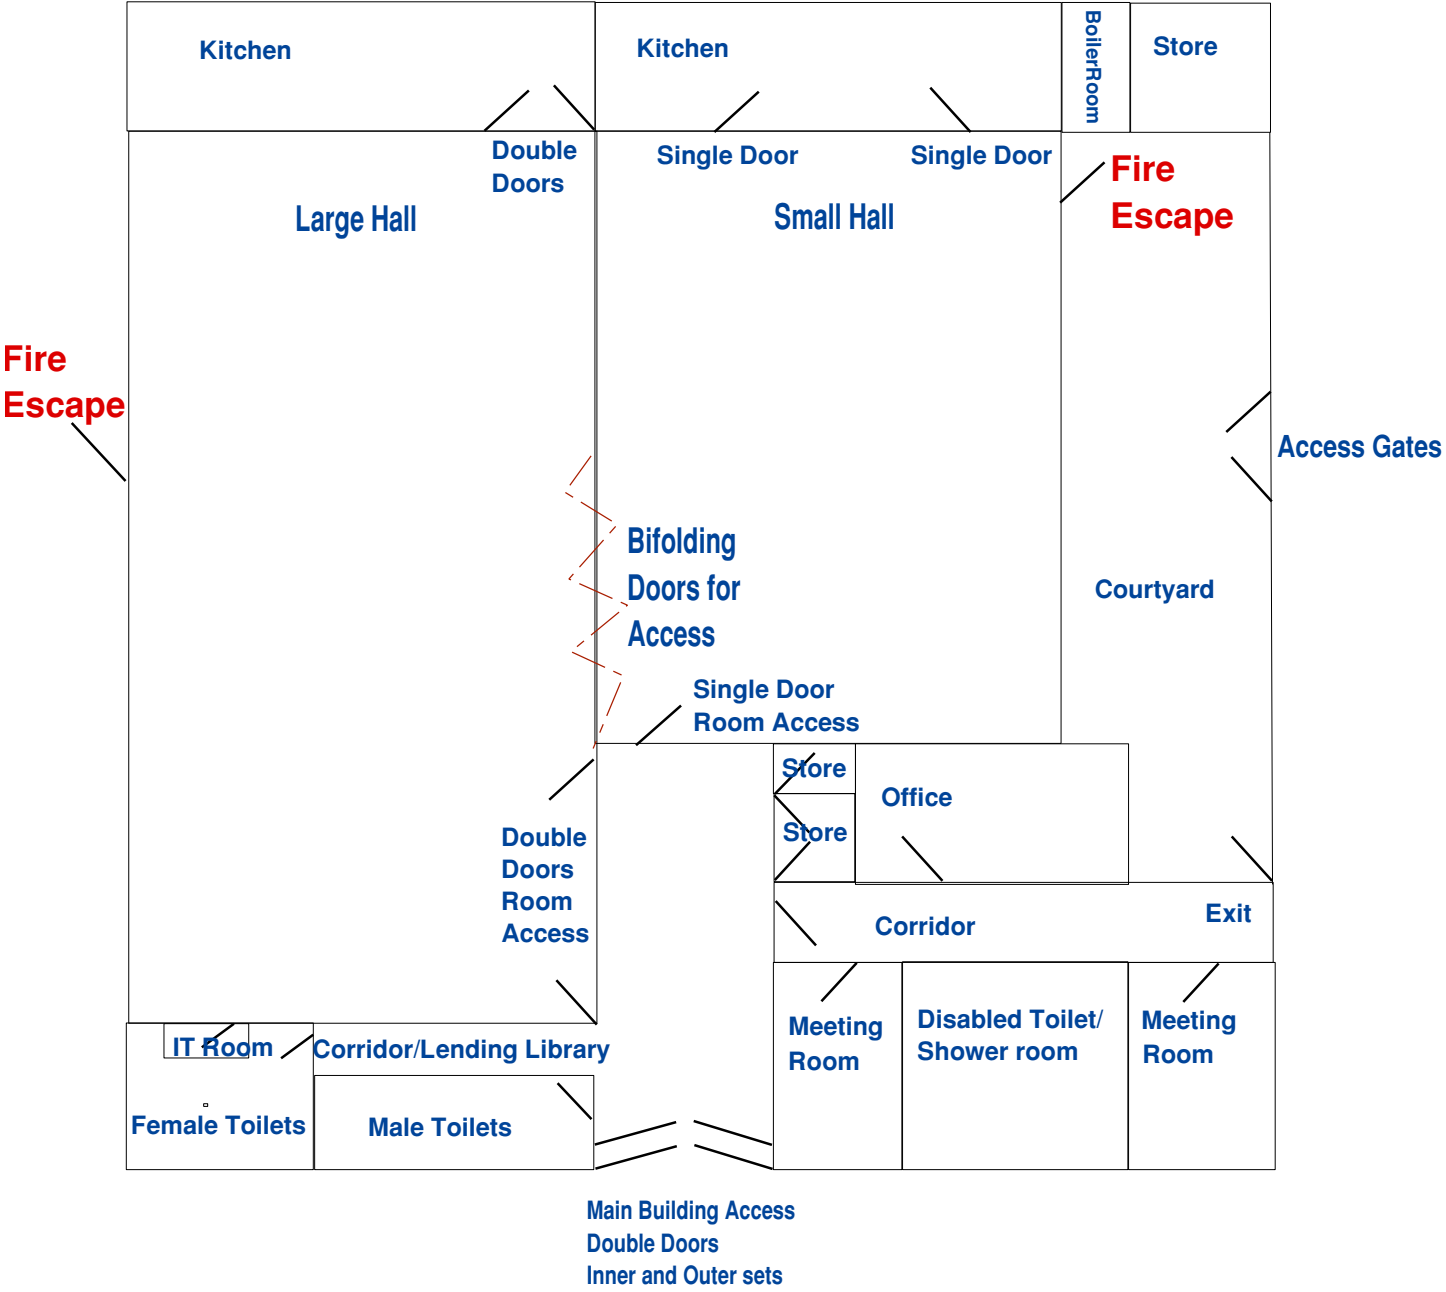 Kitchen
Kitchen
BoilerRoom
Store
Double
Doors
Single Door
Single Door
Fire
Escape
Large Hall
Small Hall
Fire
Escape
Access Gates
Bifolding
Doors for
Access
Courtyard
Single Door
Room Access
Store
Office
Store
Double
Doors
Room
Access
Corridor
Exit
IT Room
Corridor/Lending Library
Meeting
Room
Disabled Toilet/
Shower room
Meeting
Room
Female Toilets
Male Toilets
Main Building Access
Double Doors
Inner and Outer sets